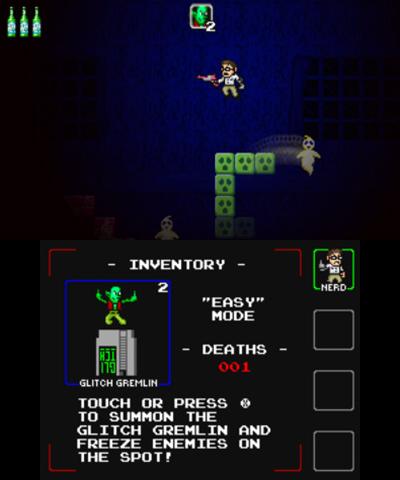 2
- INVENTORY -
2
"EASY"
MODE
NERD
- DEATHS -
001
GLITCH GREMLIN
TOUCH OR PRESS ⓧ
TO SUMMON THE
GLITCH GREMLIN AND
FREEZE ENEMIES ON
THE SPOT!